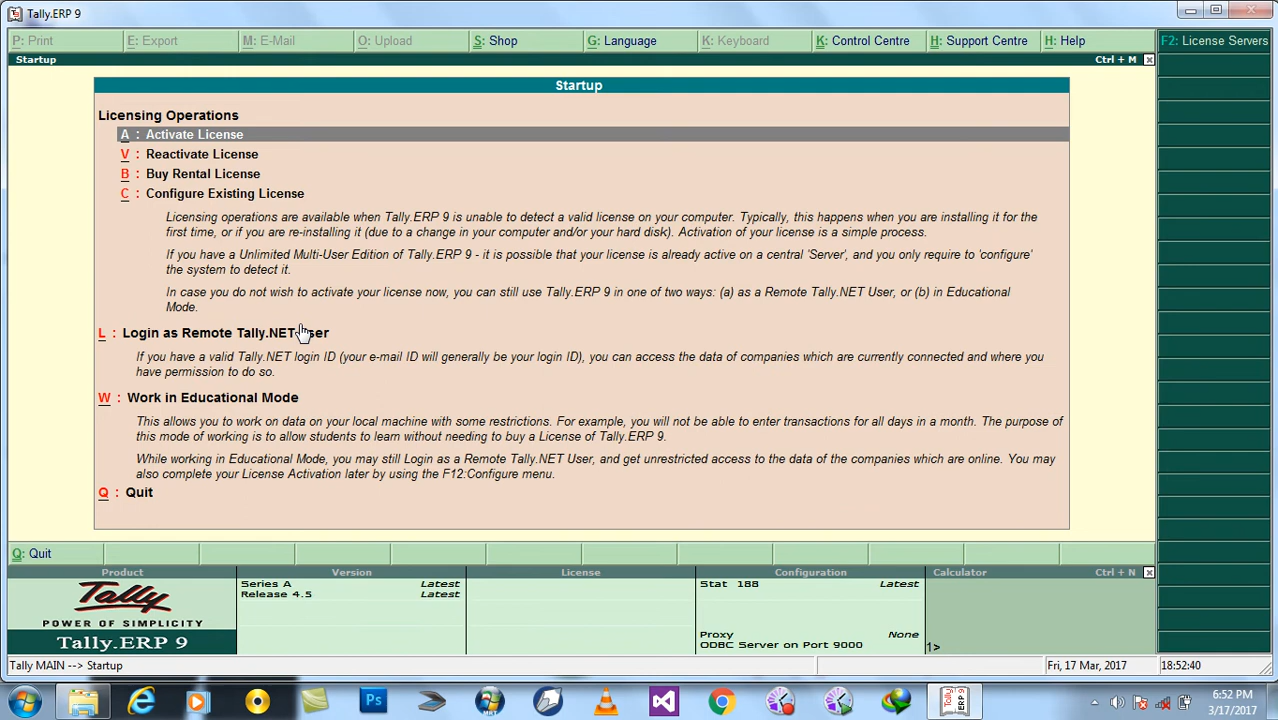 Tally.ERP 9
P: Print E: Export M: E-Mail O: Upload S: Shop G: Language K: Keyboard K: Control Centre H: Support Centre H: Help F2: License Servers
Startup Ctrl + M
Startup
Licensing Operations
A : Activate License
V : Reactivate License
B : Buy Rental License
C : Configure Existing License
Licensing operations are available when Tally.ERP 9 is unable to detect a valid license on your computer. Typically, this happens when you are installing it for the
first time, or if you are re-installing it (due to a change in your computer and/or your hard disk). Activation of your license is a simple process.
If you have a Unlimited Multi-User Edition of Tally.ERP 9 - it is possible that your license is already active on a central 'Server', and you only require to 'configure'
the system to detect it.
In case you do not wish to activate your license now, you can still use Tally.ERP 9 in one of two ways: (a) as a Remote Tally.NET User, or (b) in Educational
Mode.
L : Login as Remote Tally.NET User
If you have a valid Tally.NET login ID (your e-mail ID will generally be your login ID), you can access the data of companies which are currently connected and where you
have permission to do so.
W : Work in Educational Mode
This allows you to work on data on your local machine with some restrictions. For example, you will not be able to enter transactions for all days in a month. The purpose of
this mode of working is to allow students to learn without needing to buy a License of Tally.ERP 9.
While working in Educational Mode, you may still Login as a Remote Tally.NET User, and get unrestricted access to the data of the companies which are online. You may
also complete your License Activation later by using the F12:Configure menu.
Q : Quit
Q: Quit
Product Version License Configuration Calculator Ctrl + N
Tally
POWER OF SIMPLICITY
Tally.ERP 9
Series A Latest
Release 4.5 Latest
Stat 188 Latest
Proxy None
ODBC Server on Port 9000
1>
Tally MAIN --> Startup Fri, 17 Mar, 2017 18:52:40
Ps
6:52 PM
3/17/2017